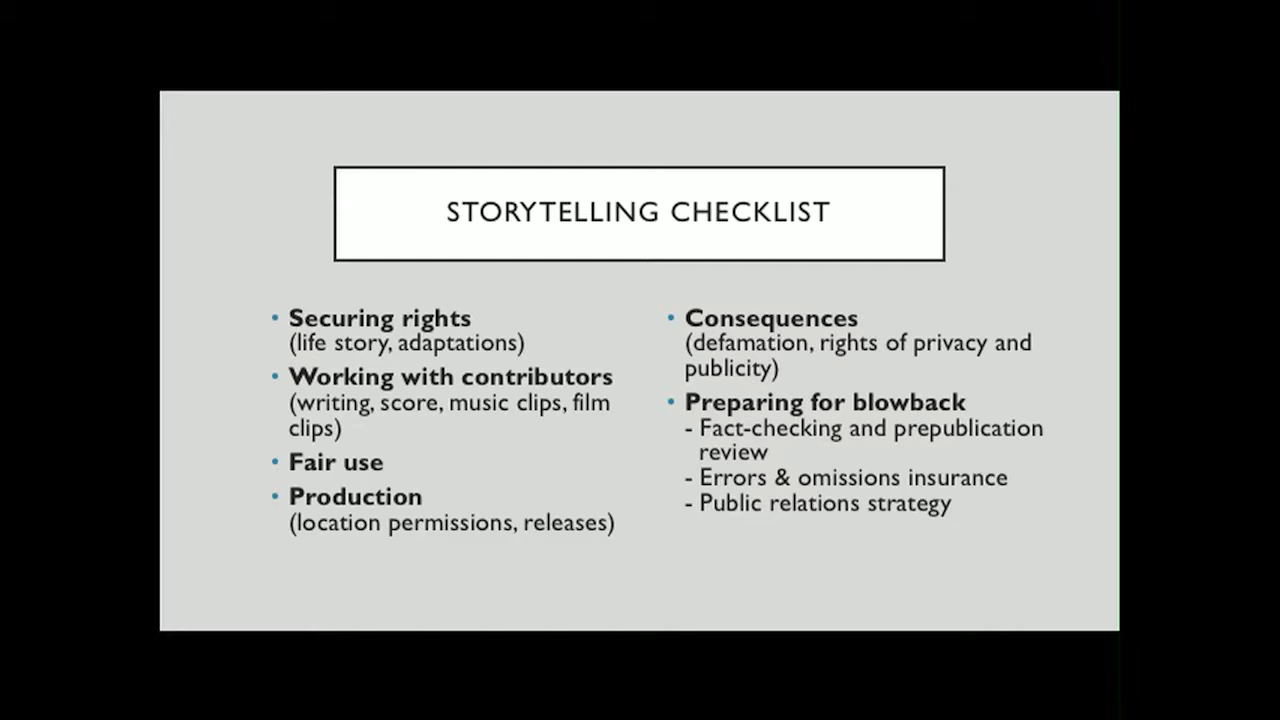 STORYTELLING CHECKLIST
• Securing rights
(life story, adaptations)
• Working with contributors
(writing, score, music clips, film
clips)
• Fair use
• Production
(location permissions, releases)
• Consequences
(defamation, rights of privacy and
publicity)
• Preparing for blowback
- Fact-checking and prepublication
review
- Errors & omissions insurance
- Public relations strategy